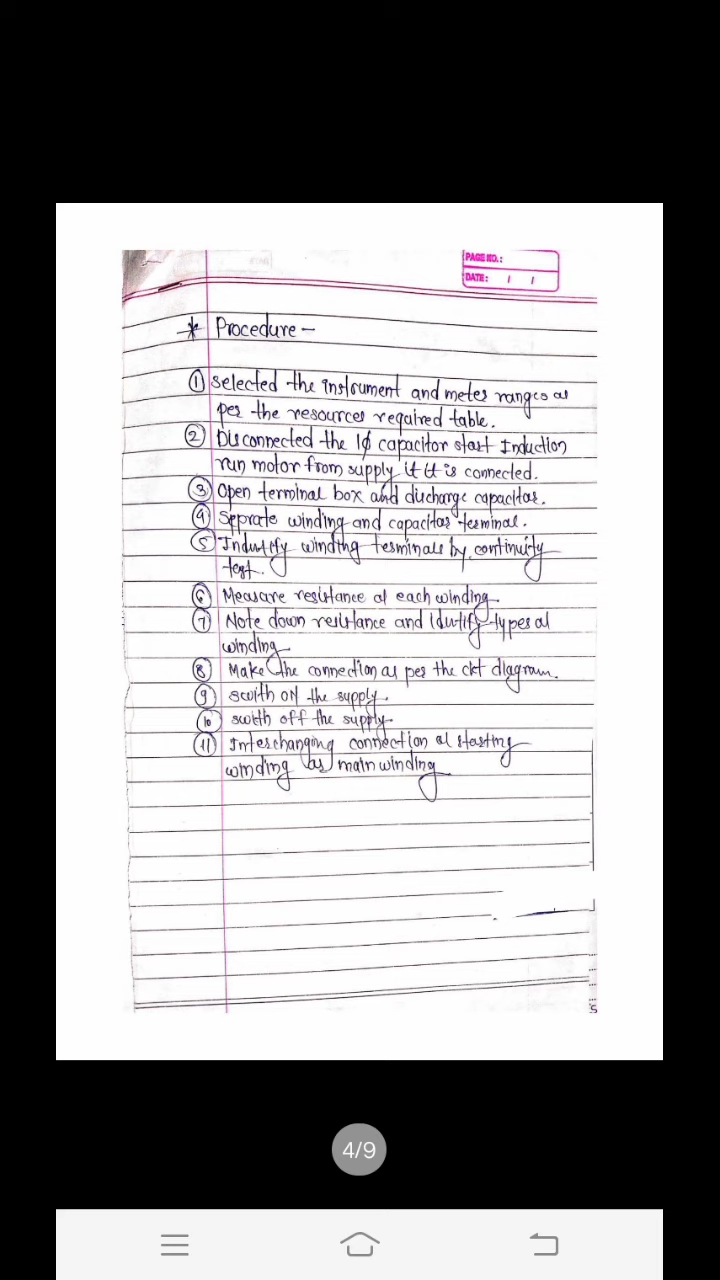 PAGE NO.:
DATE: / /
* Procedure -
① Selected the instrument and meter ranges as
per the resources required table.
② Disconnected the 1ϕ capacitor start Induction
run motor from supply it it is connected.
③ Open terminal box and discharge capacitor.
④ Seprate winding and capacitor terminal.
⑤ Indutify winding terminals by continuity
test.
⑥ Measure resistance of each winding.
⑦ Note down resistance and Idutify types of
winding
⑧ Make the connection as per the ckt diagram.
⑨ swith on the supply.
⑩ swith off the supply
⑪ Interchanging connection of starting
winding as main winding
5
4/9